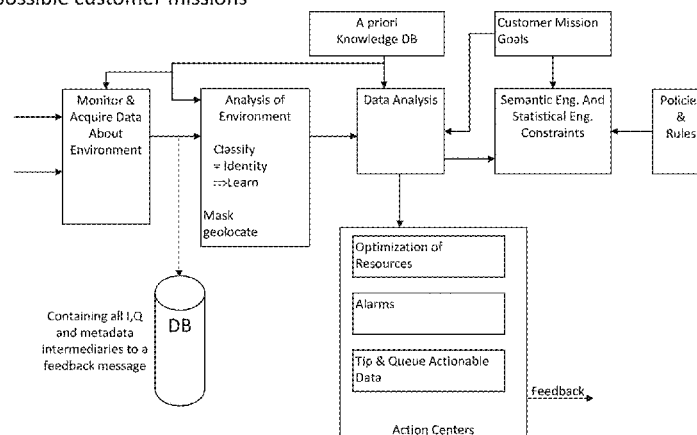 possible customer missions
A priori
Knowledge DB
Customer Mission
Goals
Monitor &
Acquire Data
About
Environment
Analysis of
Environment
Classify
= Identity
=>Learn
Mask
geolocate
Data Analysis
Semantic Eng. And
Statistical Eng.
Constraints
Policie
&
Rules
Containing all I,Q
and metadata
intermediaries to a
feedback message
DB
Optimization of
Resources
Alarms
Tip & Queue Actionable
Data
Feedback
Action Centers